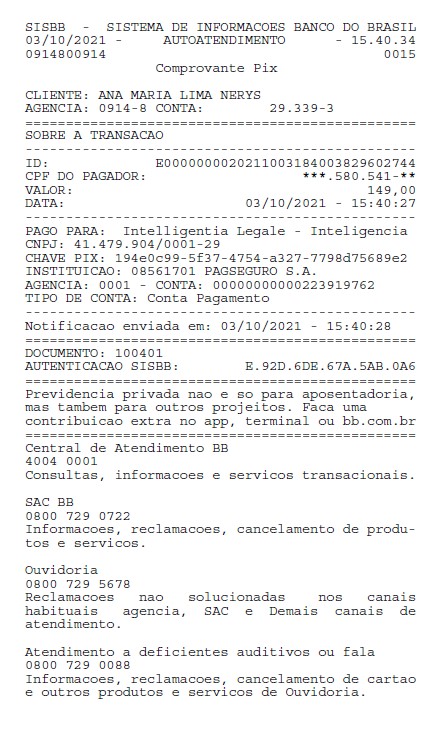 SISBB - SISTEMA DE INFORMACOES BANCO DO BRASIL
03/10/2021 - AUTOATENDIMENTO - 15.40.34
0914800914 0015
Comprovante Pix
CLIENTE: ANA MARIA LIMA NERYS
AGENCIA: 0914-8 CONTA: 29.339-3
================================================
SOBRE A TRANSACAO
------------------------------------------------
ID: E00000000202110031840038296027​44
CPF DO PAGADOR: ***.580.541-**
VALOR: 149,00
DATA: 03/10/2021 - 15:40:27
------------------------------------------------
PAGO PARA: Intelligentia Legale - Inteligencia
CNPJ: 41.479.904/0001-29
CHAVE PIX: 194e0c99-5f37-4754-a327-7798d75689e2
INSTITUICAO: 08561701 PAGSEGURO S.A.
AGENCIA: 0001 - CONTA: 00000000000223919762
TIPO DE CONTA: Conta Pagamento
------------------------------------------------
Notificacao enviada em: 03/10/2021 - 15:40:28
================================================
DOCUMENTO: 100401
AUTENTICACAO SISBB: E.92D.6DE.67A.5AB.0A6
================================================
Previdencia privada nao e so para aposentadoria,
mas tambem para outros projeitos. Faca uma
contribuicao extra no app, terminal ou bb.com.br
================================================
Central de Atendimento BB
4004 0001
Consultas, informacoes e servicos transacionais.
SAC BB
0800 729 0722
Informacoes, reclamacoes, cancelamento de produ-
tos e servicos.
Ouvidoria
0800 729 5678
Reclamacoes nao solucionadas nos canais
habituais agencia, SAC e Demais canais de
atendimento.
Atendimento a deficientes auditivos ou fala
0800 729 0088
Informacoes, reclamacoes, cancelamento de cartao
e outros produtos e servicos de Ouvidoria.